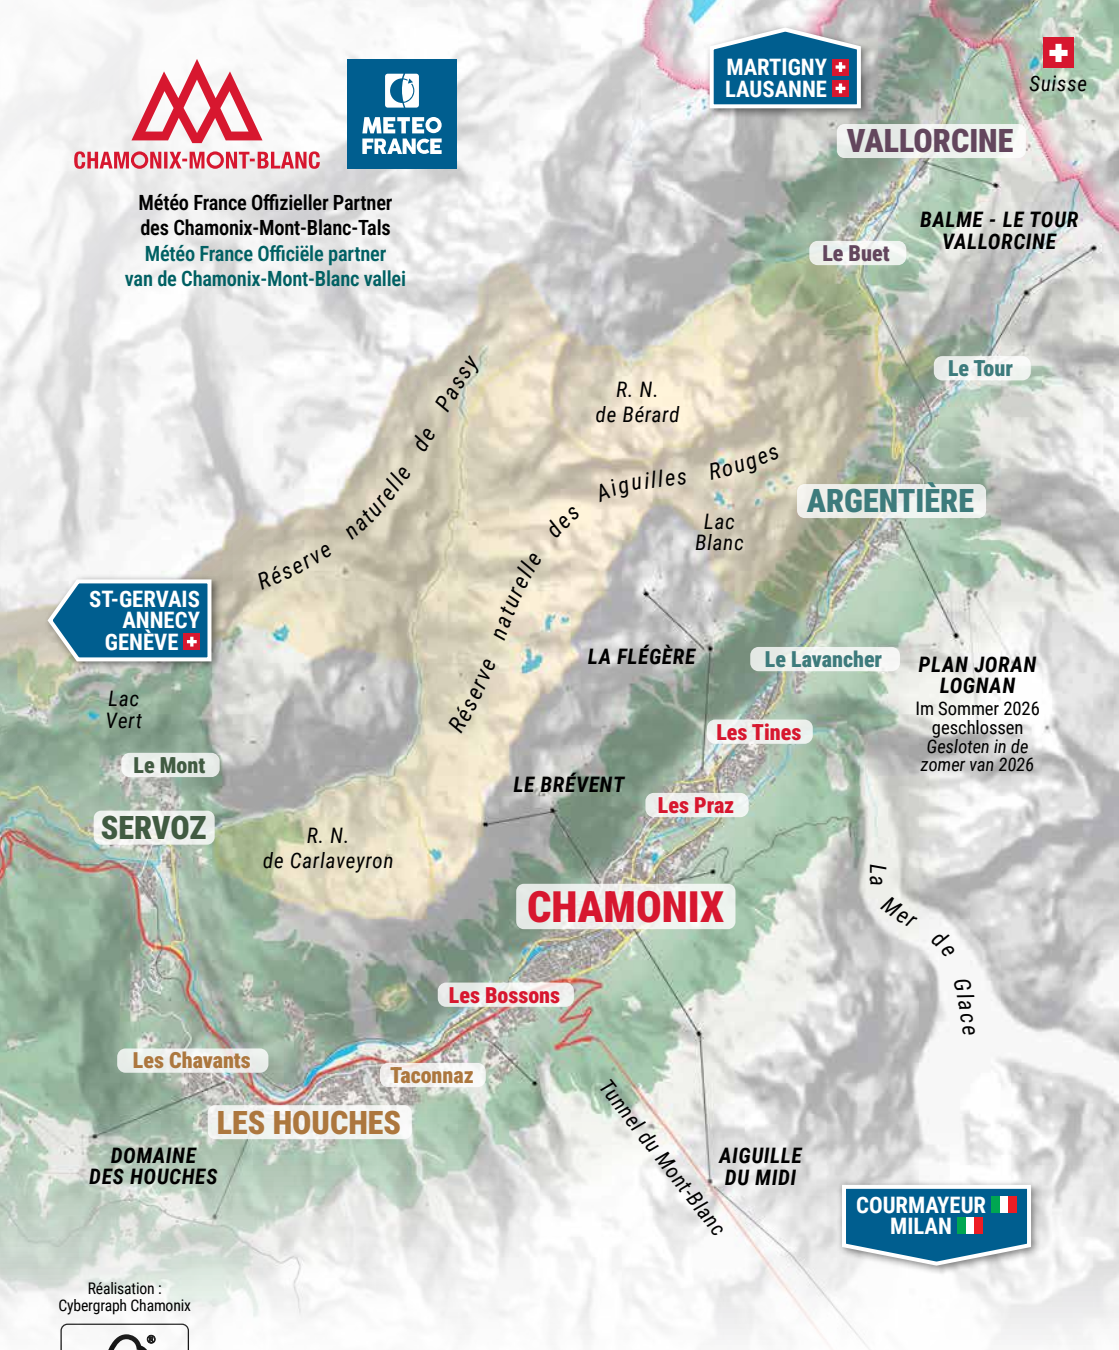 MARTIGNY
LAUSANNE
Suisse
CHAMONIX-MONT-BLANC
METEO
FRANCE
Météo France Offizieller Partner
des Chamonix-Mont-Blanc-Tals
Météo France Officiële partner
van de Chamonix-Mont-Blanc vallei
VALLORCINE
BALME - LE TOUR
VALLORCINE
Le Buet
Le Tour
Réserve naturelle de Passy
R. N.
de Bérard
Réserve naturelle des Aiguilles Rouges
Lac
Blanc
ARGENTIÈRE
ST-GERVAIS
ANNECY
GENÈVE
LA FLÉGÈRE
Le Lavancher
PLAN JORAN
LOGNAN
Im Sommer 2026
geschlossen
Gesloten in de
zomer van 2026
Lac
Vert
Les Tines
Le Mont
LE BRÉVENT
Les Praz
SERVOZ
R. N.
de Carlaveyron
CHAMONIX
La Mer de Glace
Les Bossons
Les Chavants
Taconnaz
LES HOUCHES
Tunnel du Mont-Blanc
DOMAINE
DES HOUCHES
AIGUILLE
DU MIDI
COURMAYEUR
MILAN
Réalisation :
Cybergraph Chamonix
®